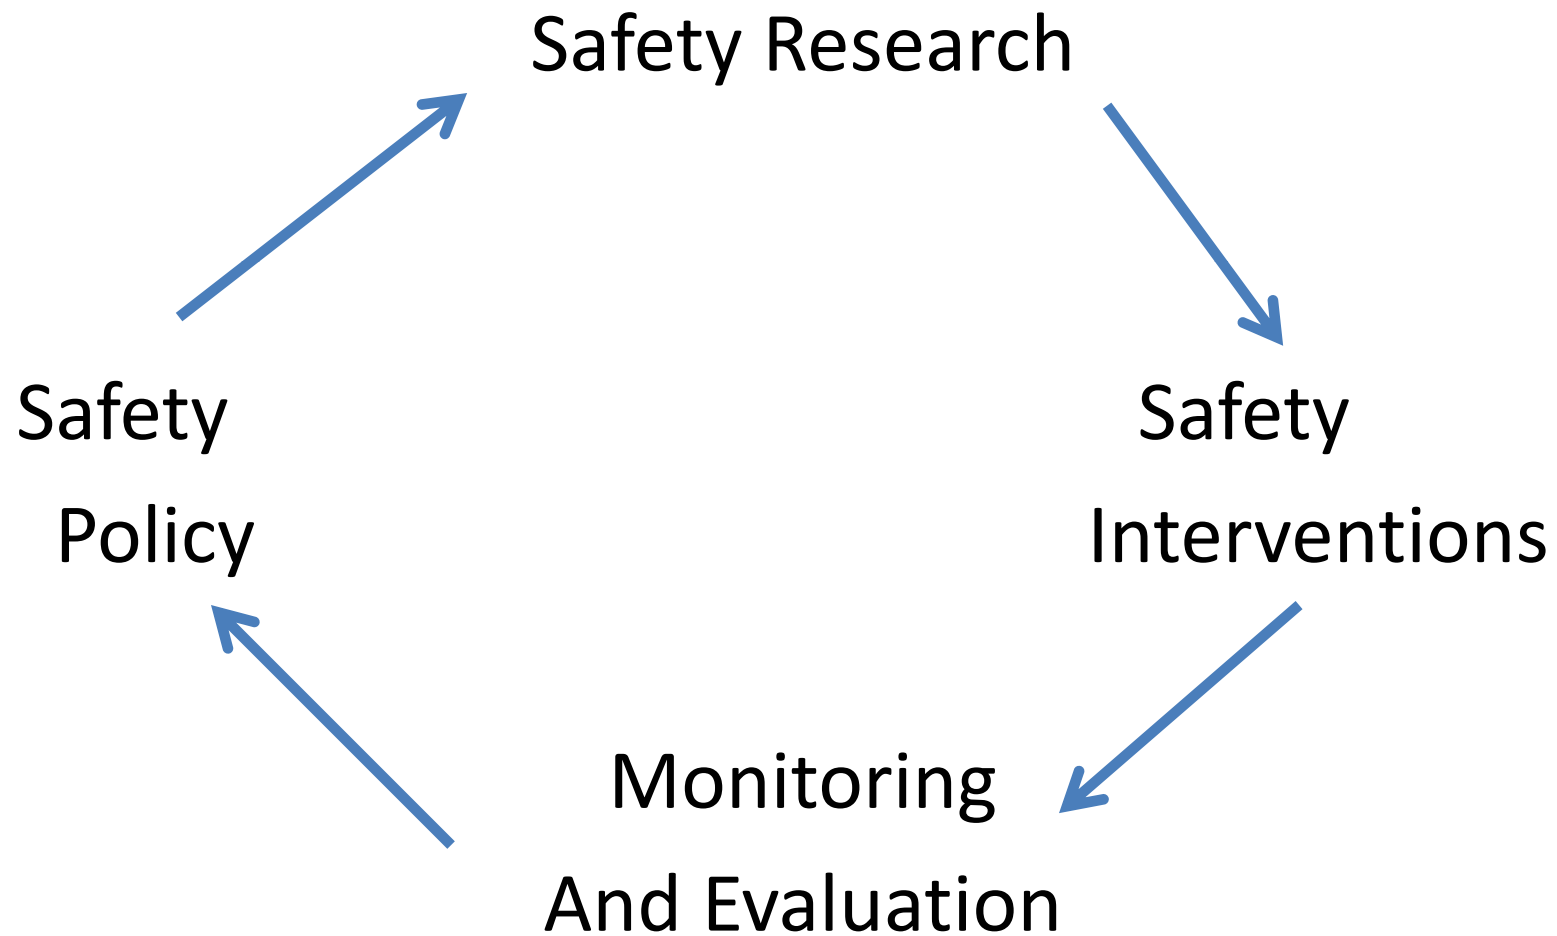 Safety Research
Safety
Policy
Safety
Interventions
Monitoring
And Evaluation